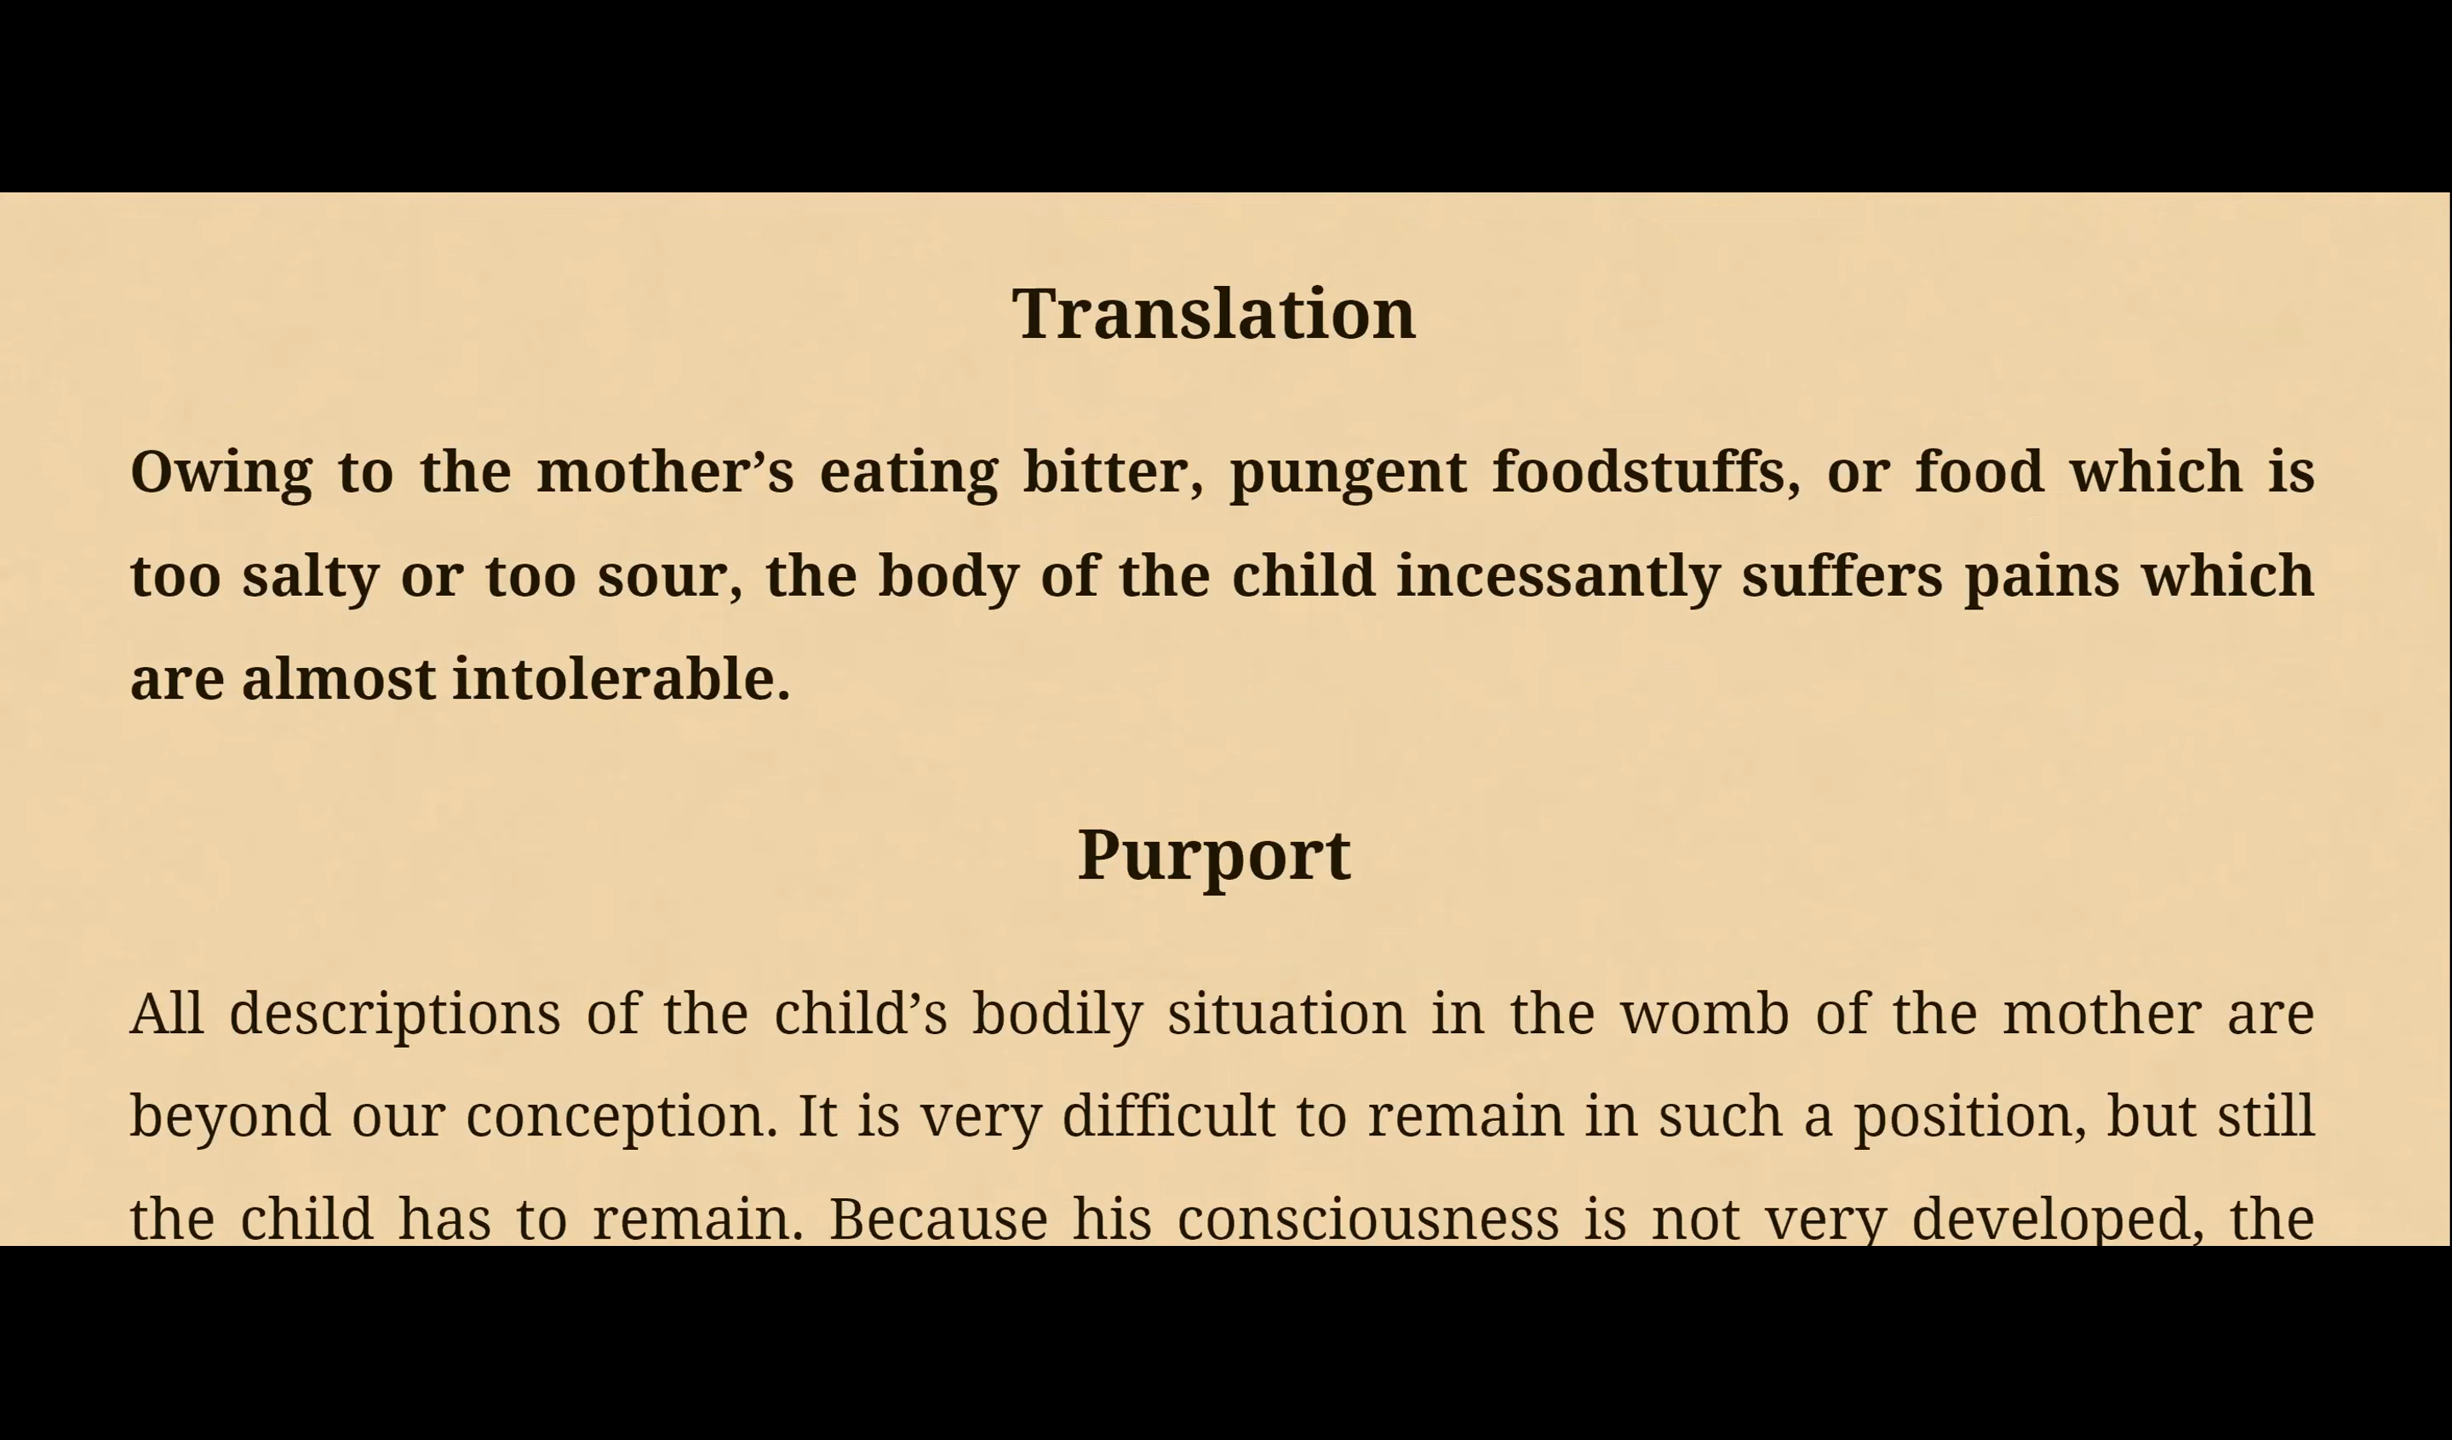 Translation
Owing to the mother’s eating bitter, pungent foodstuffs, or food which is
too salty or too sour, the body of the child incessantly suffers pains which
are almost intolerable.
Purport
All descriptions of the child’s bodily situation in the womb of the mother are
beyond our conception. It is very difficult to remain in such a position, but still
the child has to remain. Because his consciousness is not very developed, the